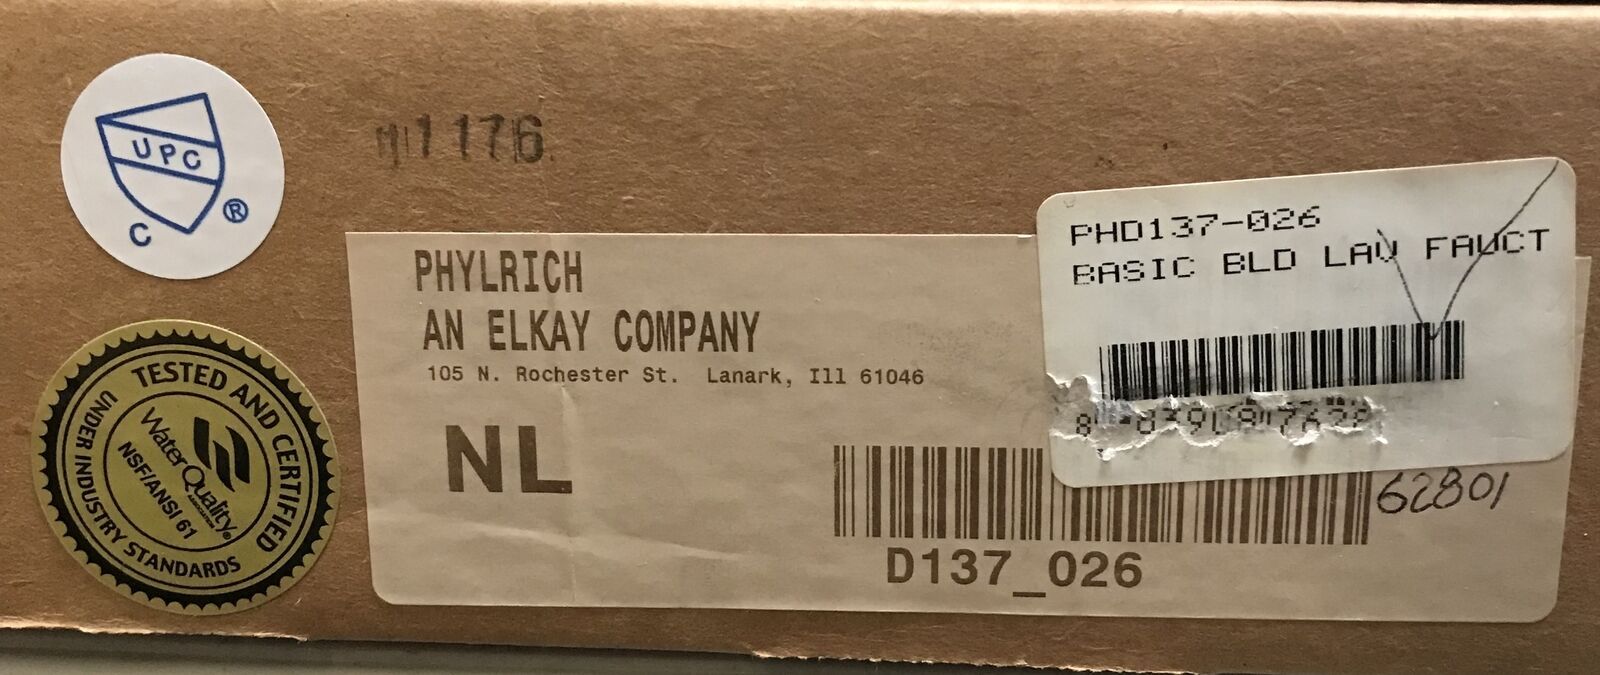 UPC
C ®
1176
TESTED AND CERTIFIED
UNDER INDUSTRY STANDARDS
Water Quality
ASSOCIATION
NSF/ANSI 61
PHYLRICH
AN ELKAY COMPANY
105 N. Rochester St. Lanark, Ill 61046
NL
D137_026
PHD137-026
BASIC BLD LAV FAUCT
62801